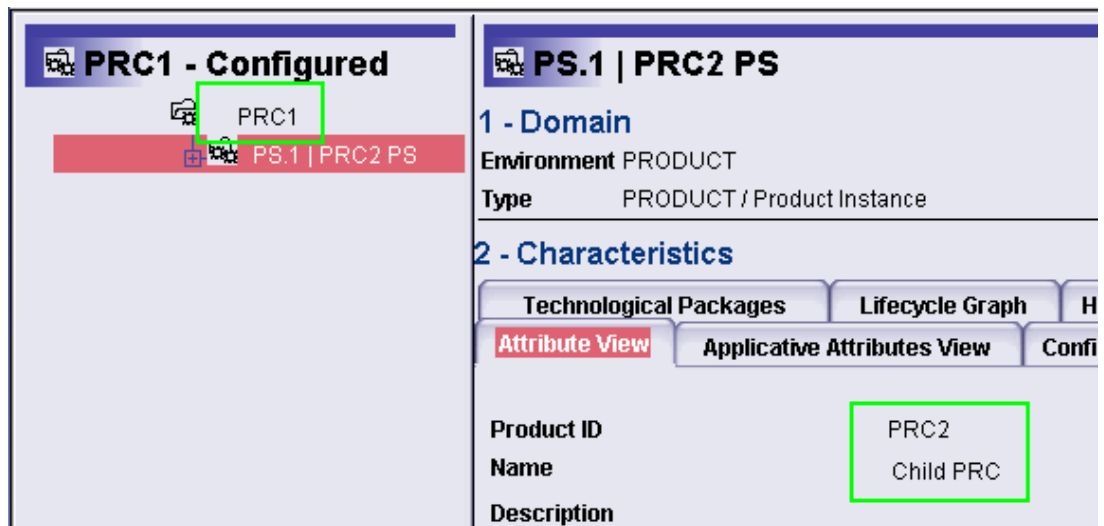 PRC1 - Configured
PRC1
PS.1 | PRC2 PS
PS.1 | PRC2 PS
1 - Domain
Environment PRODUCT
Type PRODUCT / Product Instance
2 - Characteristics
Technological Packages Lifecycle Graph H
Attribute View Applicative Attributes View Confi
Product ID PRC2
Name Child PRC
Description